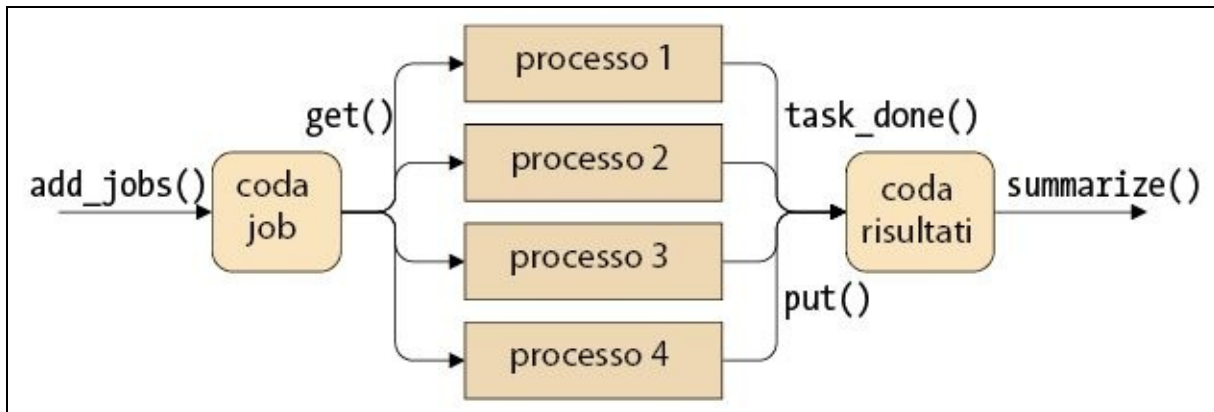 add_jobs()
coda
job
get()
processo 1
processo 2
processo 3
processo 4
task_done()
put()
coda
risultati
summarize()